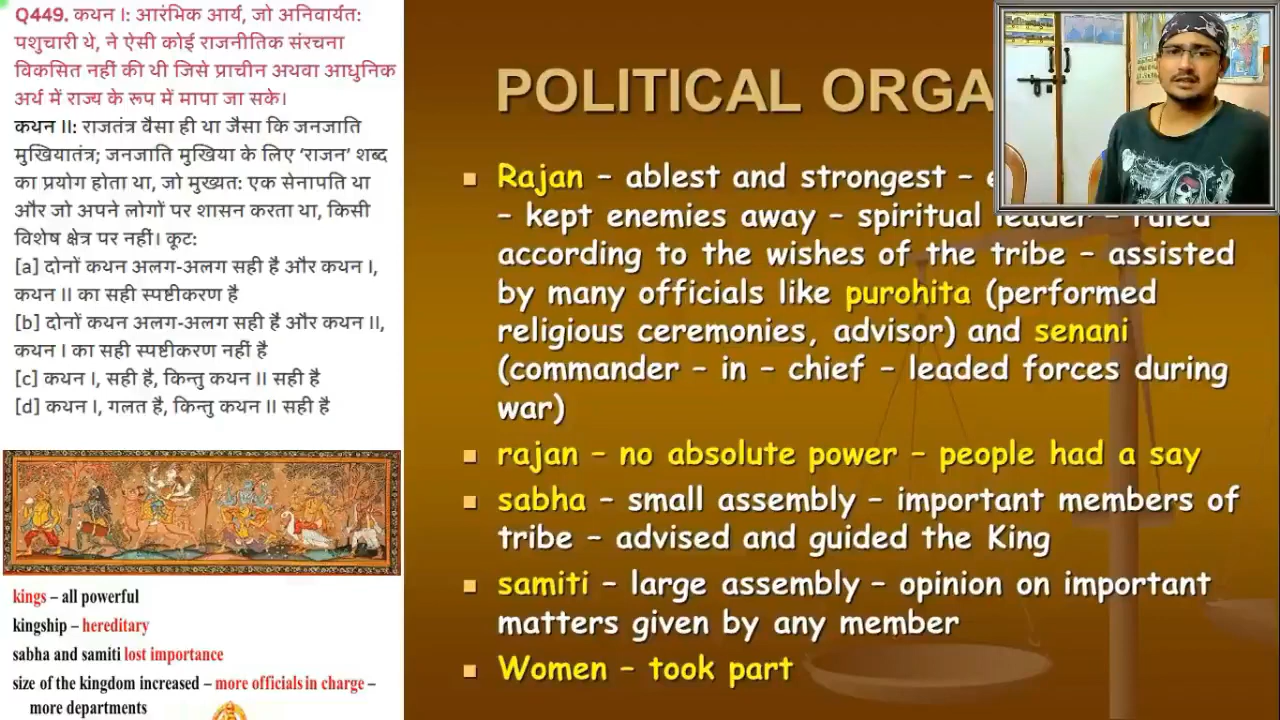 Q449. कथन I: आरंभिक आर्य, जो अनिवार्यत:
पशुचारी थे, ने ऐसी कोई राजनीतिक संरचना
विकसित नहीं की थी जिसे प्राचीन अथवा आधुनिक
अर्थ में राज्य के रूप में मापा जा सके।
कथन II: राजतंत्र वैसा ही था जैसा कि जनजाति
मुखियातंत्र; जनजाति मुखिया के लिए ‘राजन’ शब्द
का प्रयोग होता था, जो मुख्यत: एक सेनापति था
और जो अपने लोगों पर शासन करता था, किसी
विशेष क्षेत्र पर नहीं। कूट:
[a] दोनों कथन अलग-अलग सही है और कथन I,
कथन II का सही स्पष्टीकरण है
[b] दोनों कथन अलग-अलग सही है और कथन II,
कथन I का सही स्पष्टीकरण नहीं है
[c] कथन I, सही है, किन्तु कथन II सही है
[d] कथन I, गलत है, किन्तु कथन II सही है
kings – all powerful
kingship – hereditary
sabha and samiti lost importance
size of the kingdom increased – more officials in charge –
more departments
POLITICAL ORGA
Rajan – ablest and strongest –
– kept enemies away – spiritual leader – ruled
according to the wishes of the tribe – assisted
by many officials like purohita (performed
religious ceremonies, advisor) and senani
(commander – in – chief – leaded forces during
war)
rajan – no absolute power – people had a say
sabha – small assembly – important members of
tribe – advised and guided the King
samiti – large assembly – opinion on important
matters given by any member
Women – took part